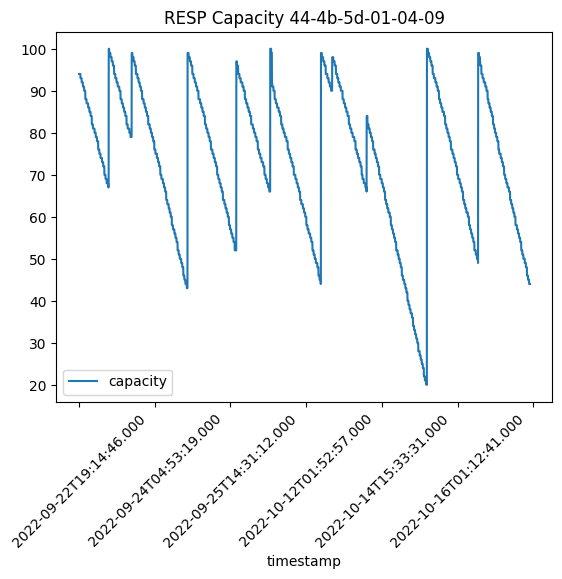 RESP Capacity 44-4b-5d-01-04-09
100
90
80
70
60
50
40
30
20
capacity
2022-09-22T19:14:46.000
2022-09-24T04:53:19.000
2022-09-25T14:31:12.000
2022-10-12T01:52:57.000
2022-10-14T15:33:31.000
2022-10-16T01:12:41.000
timestamp